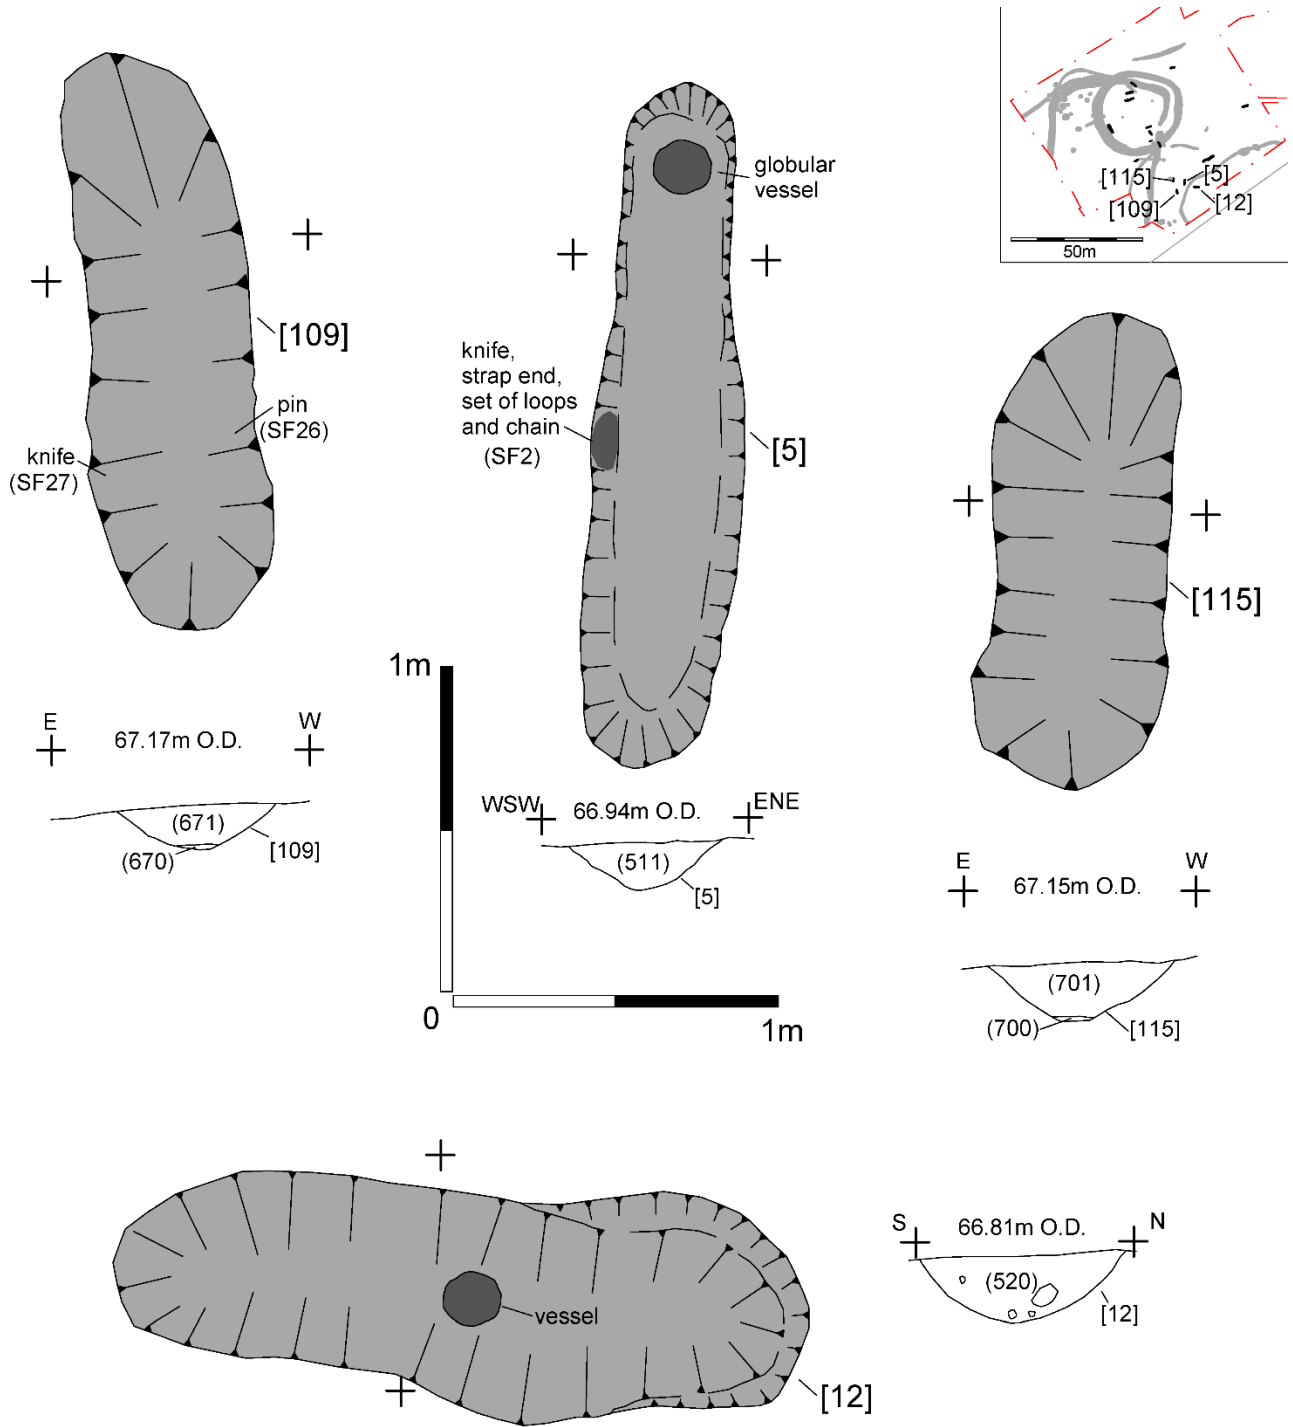 globular
vessel
[115]
[5]
[109]
[12]
50m
[109]
pin
(SF26)
knife
(SF27)
knife,
strap end,
set of loops
and chain
(SF2)
[5]
[115]
1m
E
67.17m O.D.
W
(671)
(670)
[109]
WSW
66.94m O.D.
ENE
(511)
[5]
E
67.15m O.D.
W
(701)
(700)
[115]
0
1m
vessel
[12]
S
66.81m O.D.
N
(520)
[12]